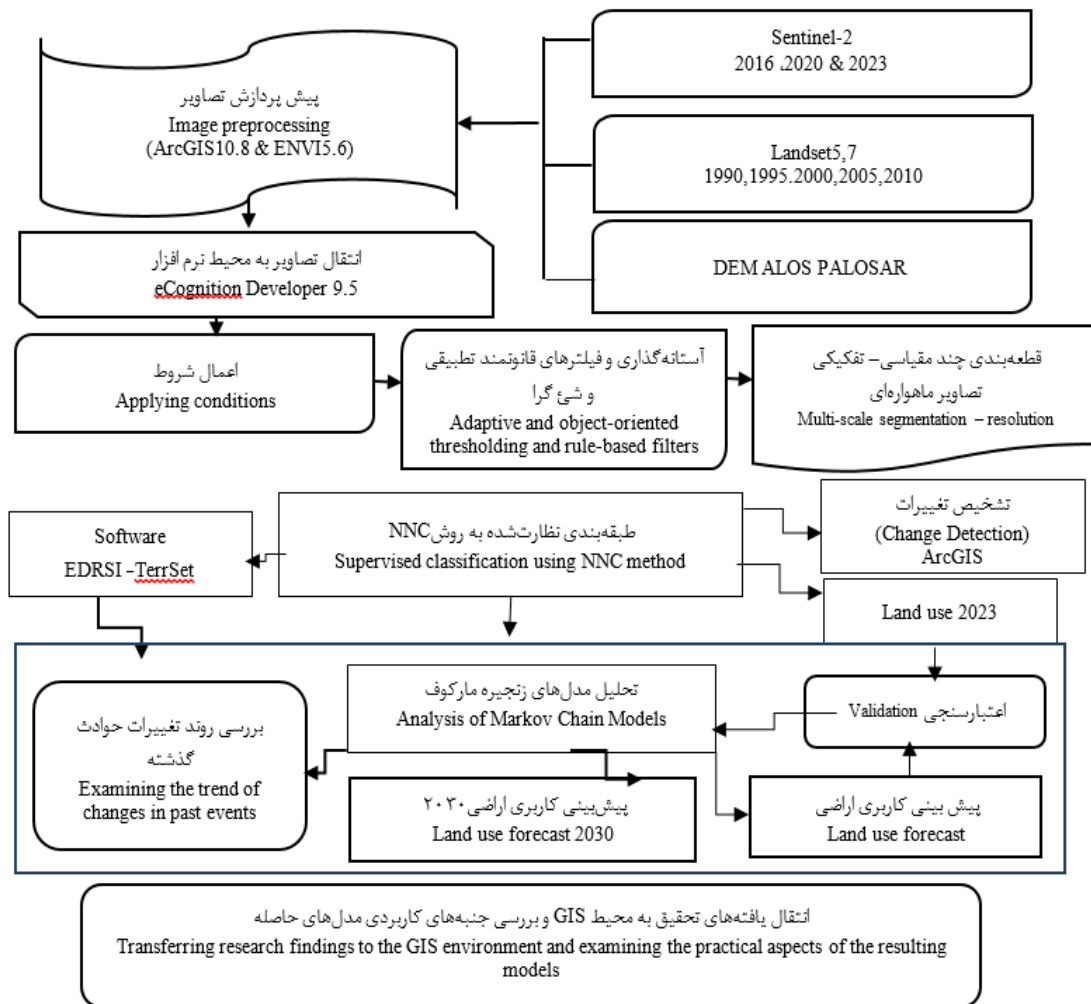 Sentinel-2
2016 ،2020 & 2023
پیش پردازش تصاویر
Image preprocessing
(ArcGIS10.8 & ENVI5.6)
Landset5,7
1990,1995.2000,2005,2010
DEM ALOS PALOSAR
انتقال تصاویر به محیط نرم افزار
eCognition Developer 9.5
اعمال شروط
Applying conditions
آستانه‌گذاری و فیلترهای قانونمند تطبیقی
و شئ گرا
Adaptive and object-oriented
thresholding and rule-based filters
قطعه‌بندی چند مقیاسی– تفکیکی
تصاویر ماهواره‌ای
Multi-scale segmentation – resolution
Software
EDRSI –TerrSet
طبقه‌بندی نظارت‌شده به روش NNC
Supervised classification using NNC method
تشخیص تغییرات
(Change Detection)
ArcGIS
Land use 2023
بررسی روند تغییرات حوادث
گذشته
Examining the trend of
changes in past events
تحلیل مدل‌های زنجیره مارکوف
Analysis of Markov Chain Models
اعتبارسنجی Validation
پیش‌بینی کاربری اراضی۲۰۳۰
Land use forecast 2030
پیش بینی کاربری اراضی
Land use forecast
انتقال یافته‌های تحقیق به محیط GIS و بررسی جنبه‌های کاربردی مدل‌های حاصله
Transferring research findings to the GIS environment and examining the practical aspects of the resulting
models